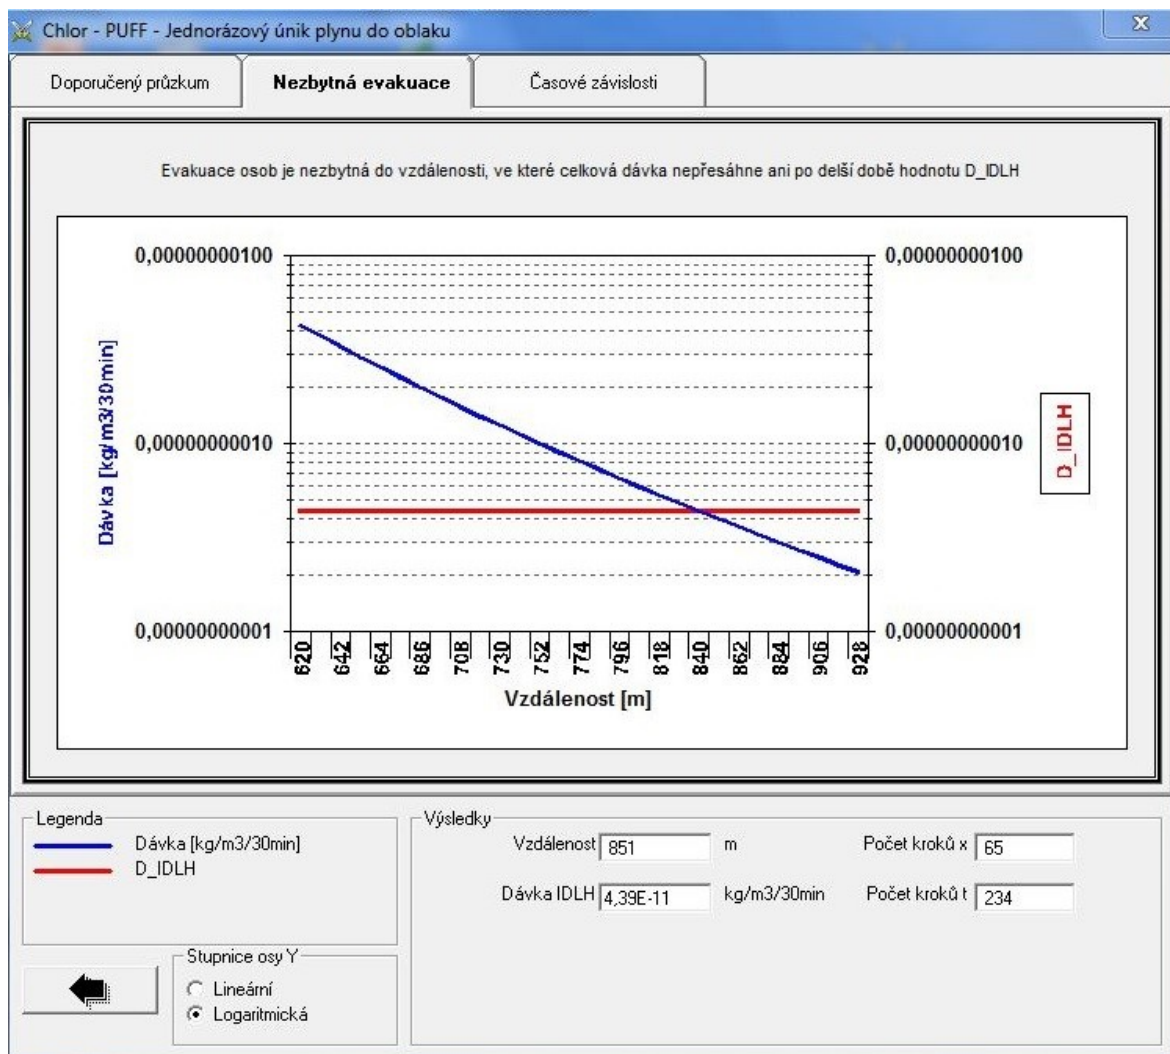 Chlor - PUFF - Jednorázový únik plynu do oblaku
Doporučený průzkum
Nezbytná evakuace
Časové závislosti
Evakuace osob je nezbytná do vzdálenosti, ve které celková dávka nepřesáhne ani po delší době hodnotu D_IDLH
0,00000000100
0,00000000010
0,00000000001
Dávka [kg/m3/30min]
0,00000000100
0,00000000010
0,00000000001
D_IDLH
620 642 664 686 708 730 752 774 796 818 840 862 884 906 928
Vzdálenost [m]
Legenda
Dávka [kg/m3/30min]
D_IDLH
Stupnice osy Y
Lineární
Logaritmická
Výsledky
Vzdálenost 851 m Počet kroků x 65
Dávka IDLH 4,39E-11 kg/m3/30min Počet kroků t 234